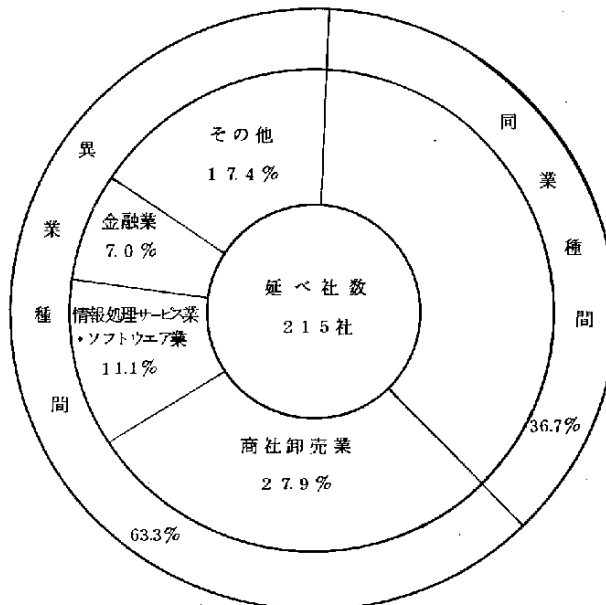 その他
17.4%
金融業
7.0%
情報処理サービス業
・ソフトウエア業
11.1%
商社卸売業
27.9%
延べ社数
215社
異業種間
63.3%
同業種間
36.7%